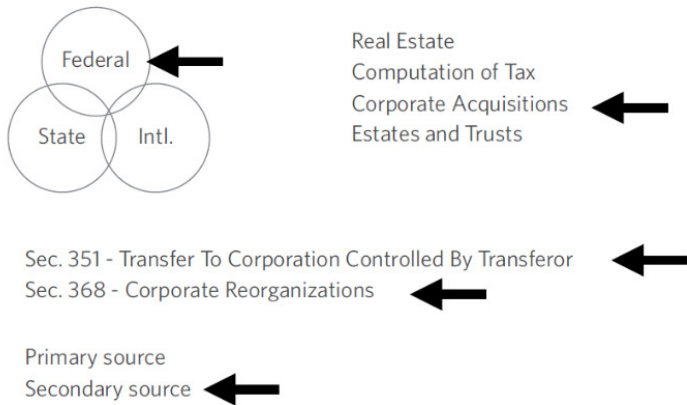 Federal
State
Intl.
Real Estate
Computation of Tax
Corporate Acquisitions
Estates and Trusts
Sec. 351 - Transfer To Corporation Controlled By Transferor
Sec. 368 - Corporate Reorganizations
Primary source
Secondary source